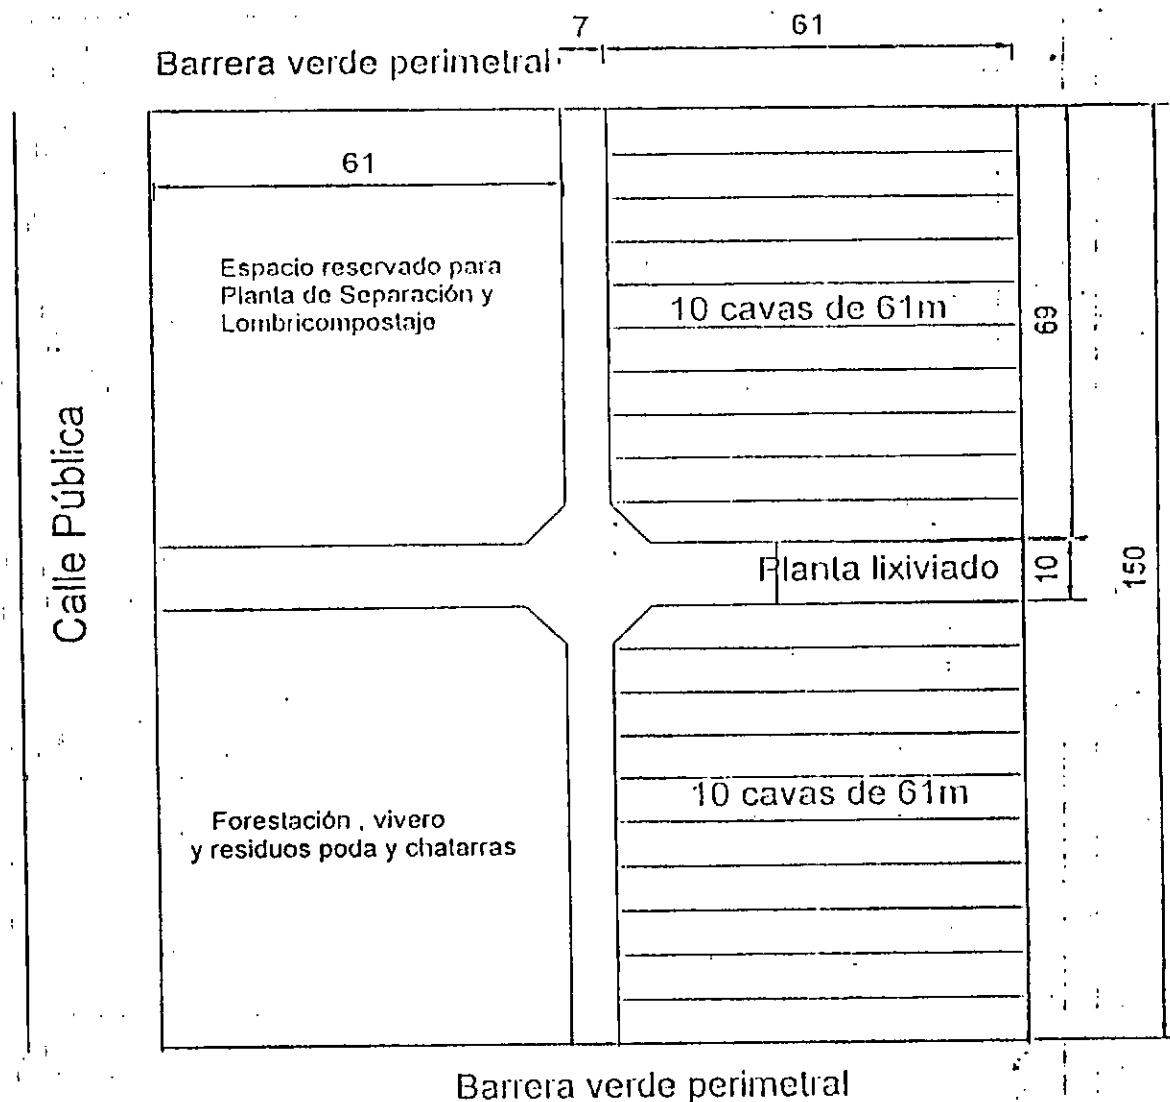 7
61
Barrera verde perimetral
61
Espacio reservado para
Planta de Separación y
Lombricompostaje
10 cavas de 61m
69
Calle Pública
Planta lixiviado
10
150
10 cavas de 61m
Forestación , vivero
y residuos poda y chatarras
Barrera verde perimetral